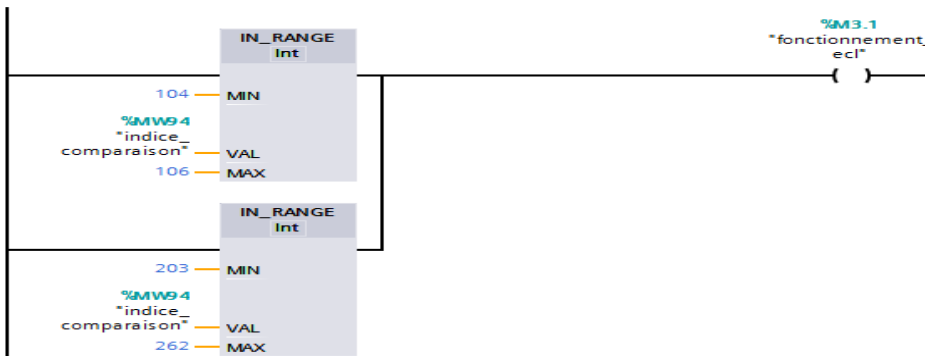 IN_RANGE
Int
%M3.1
"fonctionnement_
ecl"
104
MIN
%MW94
"indice_
comparaison"
VAL
106
MAX
IN_RANGE
Int
203
MIN
%MW94
"indice_
comparaison"
VAL
262
MAX